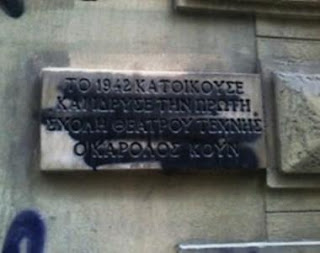 ΤΟ 1942 ΚΑΤΟΙΚΟΥΣΕ
ΚΑΙ ΙΔΡΥΣΕ ΤΗΝ ΠΡΩΤΗ
ΣΧΟΛΗ ΘΕΑΤΡΟΥ ΤΕΧΝΗΣ
Ο ΚΑΡΟΛΟΣ ΚΟΥΝ